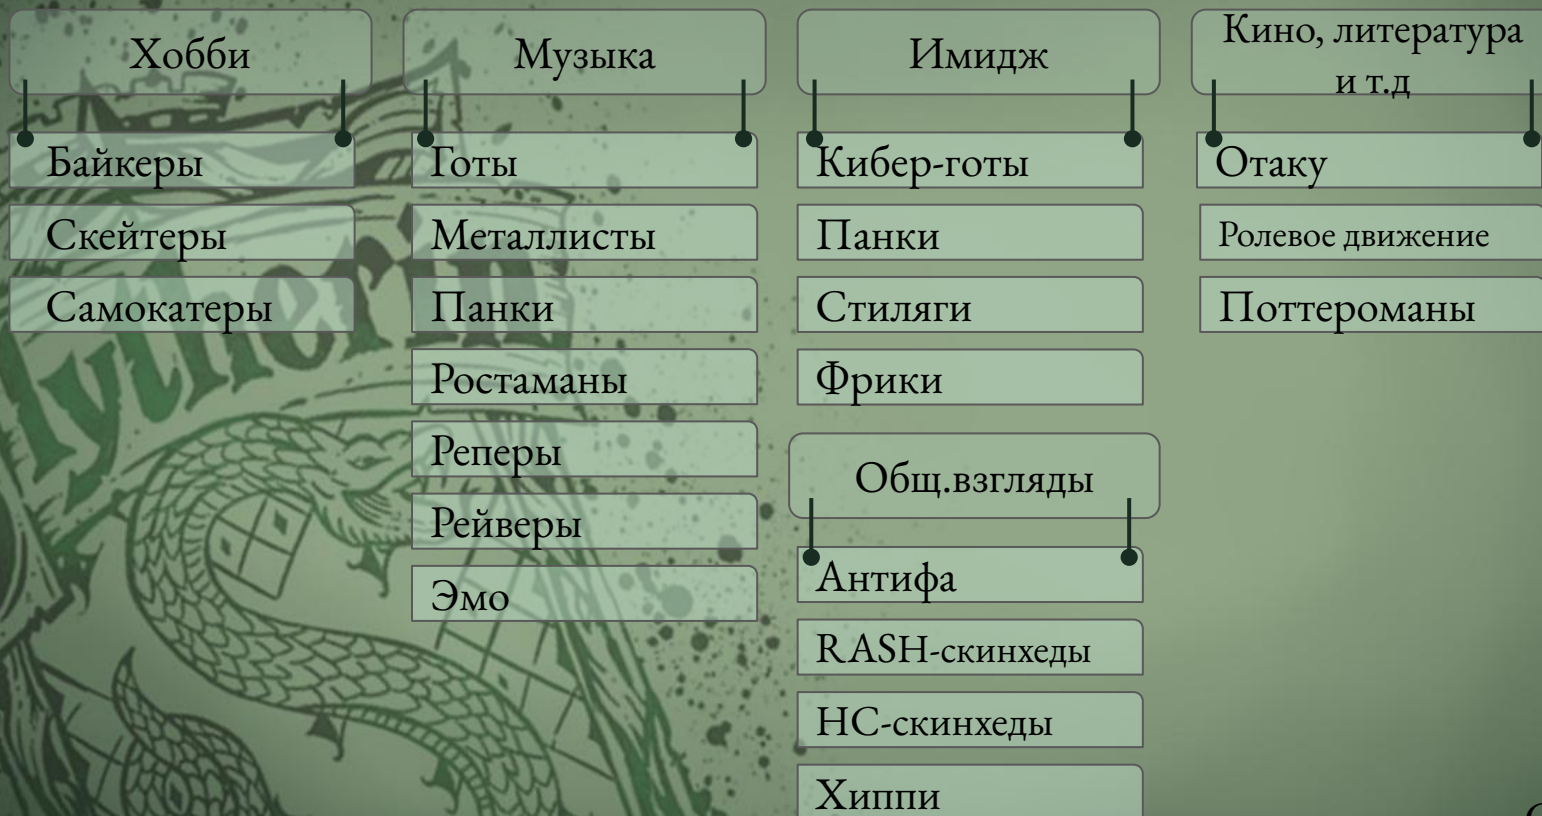 Хобби
Байкеры
Скейтеры
Самокатеры
Музыка
Готы
Металлисты
Панки
Ростаманы
Реперы
Рейверы
Эмо
Имидж
Кибер-готы
Панки
Стиляги
Фрики
Общ.взгляды
Антифа
RASH-скинхеды
НС-скинхеды
Хиппи
Кино, литература
и т.д
Отаку
Ролевое движение
Поттероманы
ytherin